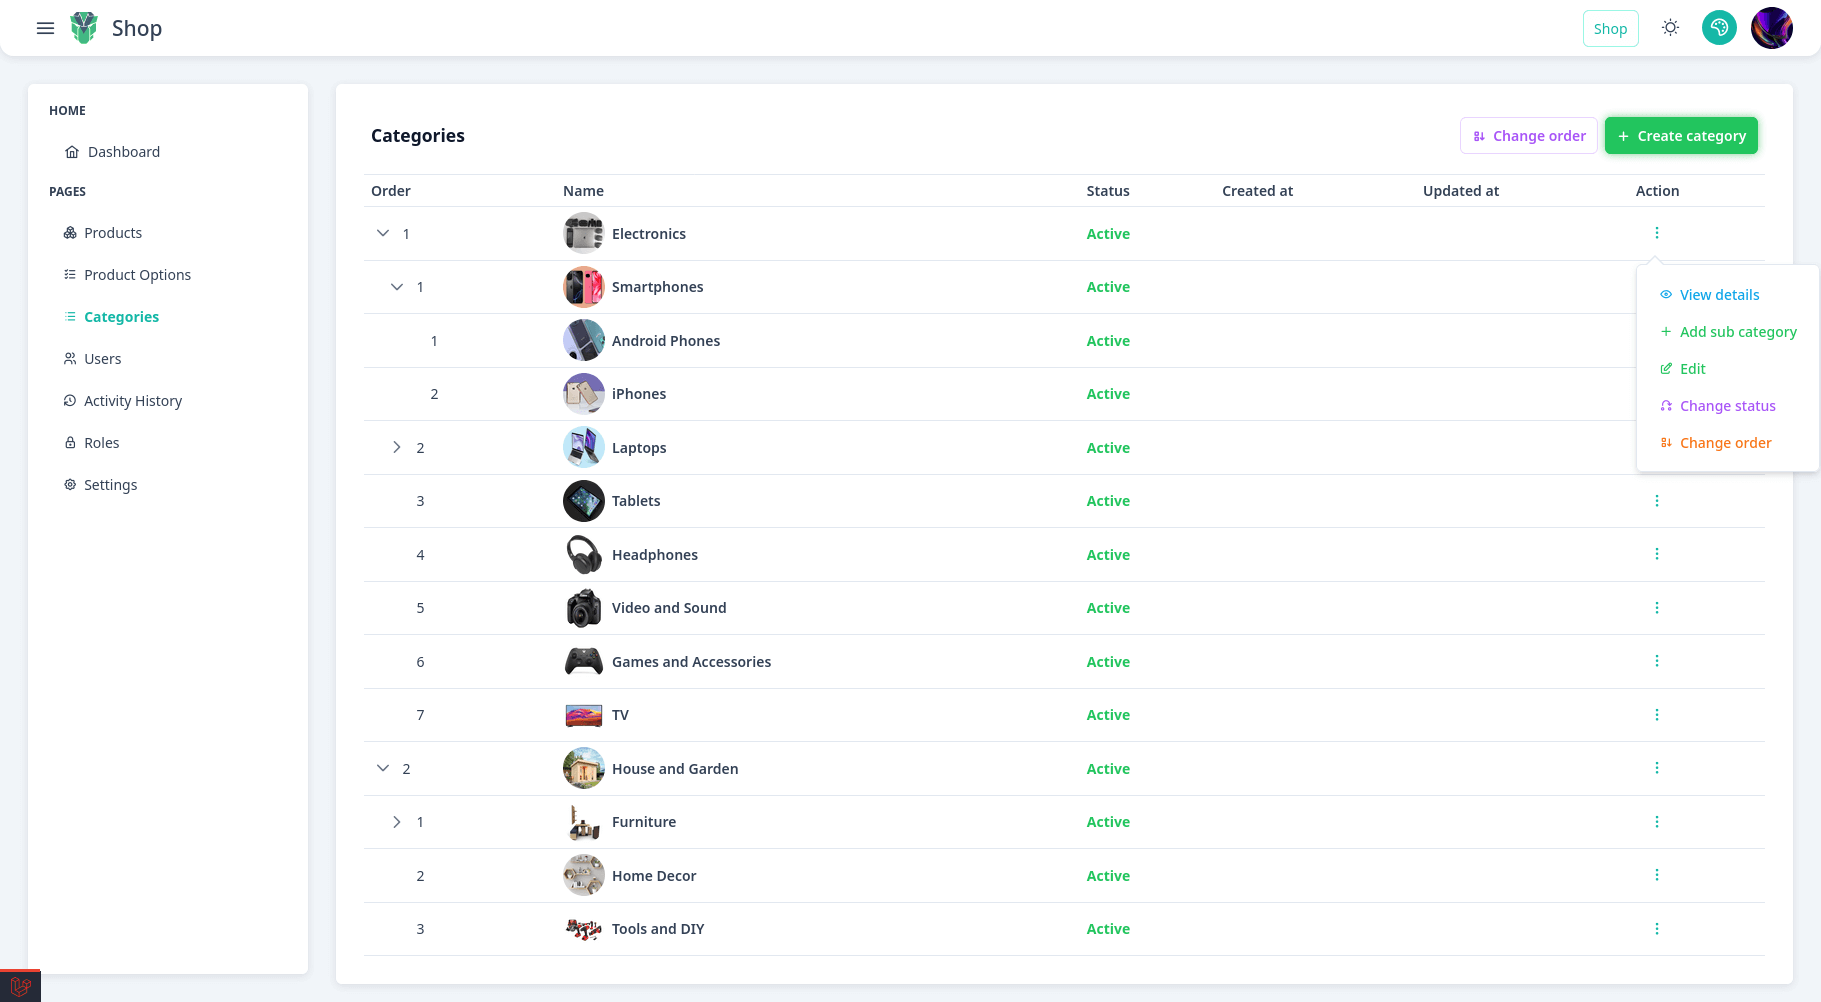 Shop
Shop
HOME
Dashboard
PAGES
Products
Product Options
Categories
Users
Activity History
Roles
Settings
Categories
Change order
Create category
Order Name Status Created at Updated at Action
1 Electronics Active
1 Smartphones Active
1 Android Phones Active
2 iPhones Active
2 Laptops Active
3 Tablets Active
4 Headphones Active
5 Video and Sound Active
6 Games and Accessories Active
7 TV Active
2 House and Garden Active
1 Furniture Active
2 Home Decor Active
3 Tools and DIY Active
View details
Add sub category
Edit
Change status
Change order